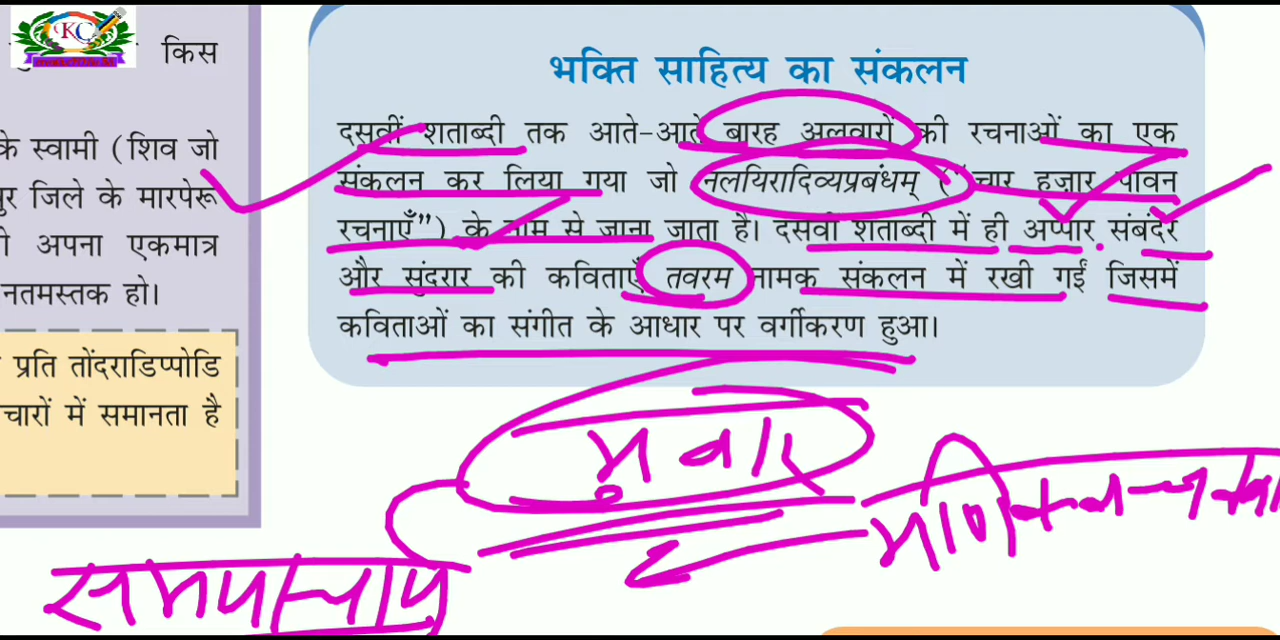 KC
किस
के स्वामी (शिव जो
पुर जिले के मारपेरू
अपना एकमात्र
नतमस्तक हो।
प्रति तोंदराडिप्पोडि
चारों में समानता है
भक्ति साहित्य का संकलन
दसवीं शताब्दी तक आते-आते बारह अलवारों की रचनाओं का एक
संकलन कर लिया गया जो नलयिरादिव्यप्रबंधम् (“चार हज़ार पावन
रचनाएँ”) के नाम से जाना जाता है। दसवीं शताब्दी में ही अप्पार संबंदर
और सुंदरार की कविताएँ तवरम नामक संकलन में रखी गईं जिसमें
कविताओं का संगीत के आधार पर वर्गीकरण हुआ।
मुवार